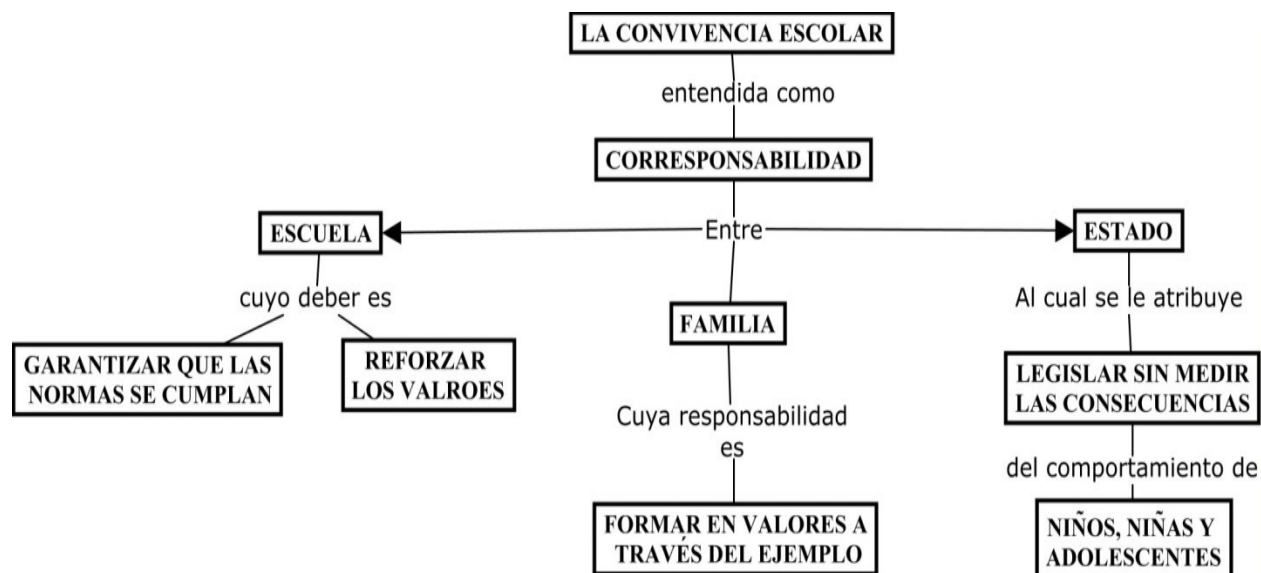 LA CONVIVENCIA ESCOLAR
entendida como
CORRESPONSABILIDAD
Entre
ESCUELA
cuyo deber es
GARANTIZAR QUE LAS
NORMAS SE CUMPLAN
REFORZAR
LOS VALROES
FAMILIA
Cuya responsabilidad
es
FORMAR EN VALORES A
TRAVÉS DEL EJEMPLO
ESTADO
Al cual se le atribuye
LEGISLAR SIN MEDIR
LAS CONSECUENCIAS
del comportamiento de
NIÑOS, NIÑAS Y
ADOLESCENTES